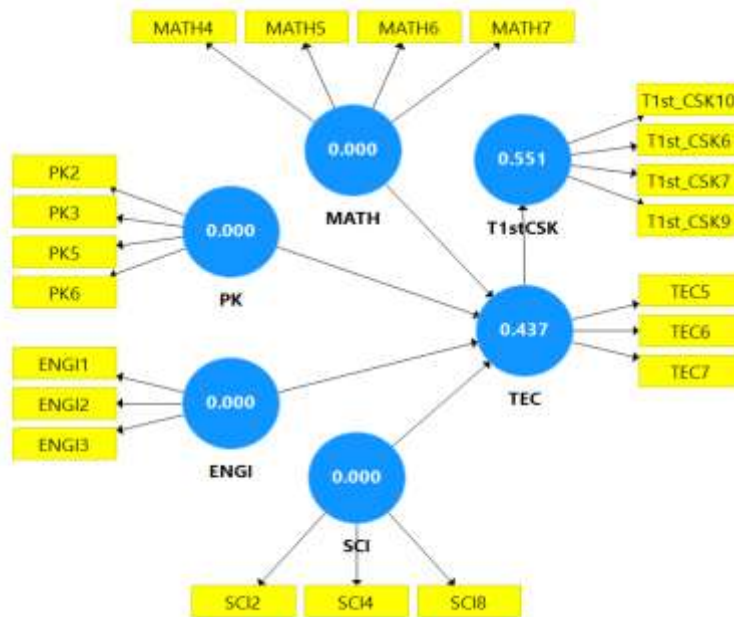 MATH4 MATH5 MATH6 MATH7
0.000
MATH
0.551
T1stCSK
T1st_CSK10
T1st_CSK6
T1st_CSK7
T1st_CSK9
PK2
PK3
PK5
PK6
0.000
PK
0.437
TEC
TEC5
TEC6
TEC7
ENGI1
ENGI2
ENGI3
0.000
ENGI
0.000
SCI
SCI2 SCI4 SCI8